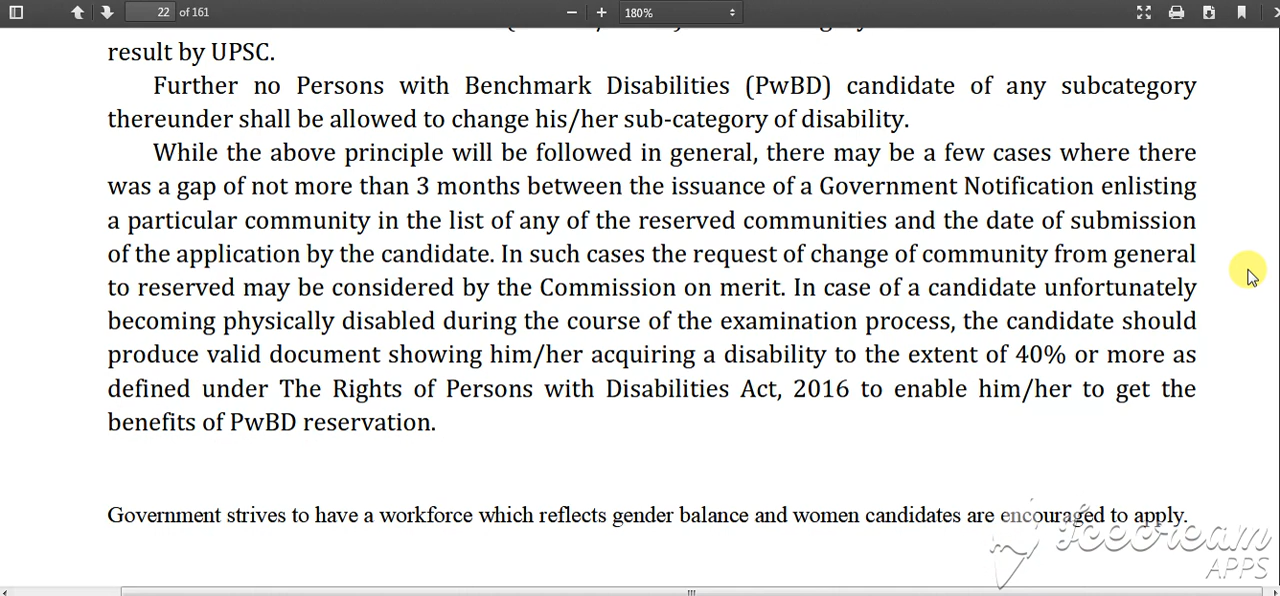 22 of 161
180%
result by UPSC.
Further no Persons with Benchmark Disabilities (PwBD) candidate of any subcategory
thereunder shall be allowed to change his/her sub-category of disability.
While the above principle will be followed in general, there may be a few cases where there
was a gap of not more than 3 months between the issuance of a Government Notification enlisting
a particular community in the list of any of the reserved communities and the date of submission
of the application by the candidate. In such cases the request of change of community from general
to reserved may be considered by the Commission on merit. In case of a candidate unfortunately
becoming physically disabled during the course of the examination process, the candidate should
produce valid document showing him/her acquiring a disability to the extent of 40% or more as
defined under The Rights of Persons with Disabilities Act, 2016 to enable him/her to get the
benefits of PwBD reservation.
Government strives to have a workforce which reflects gender balance and women candidates are encouraged to apply.
Icecream
APPS